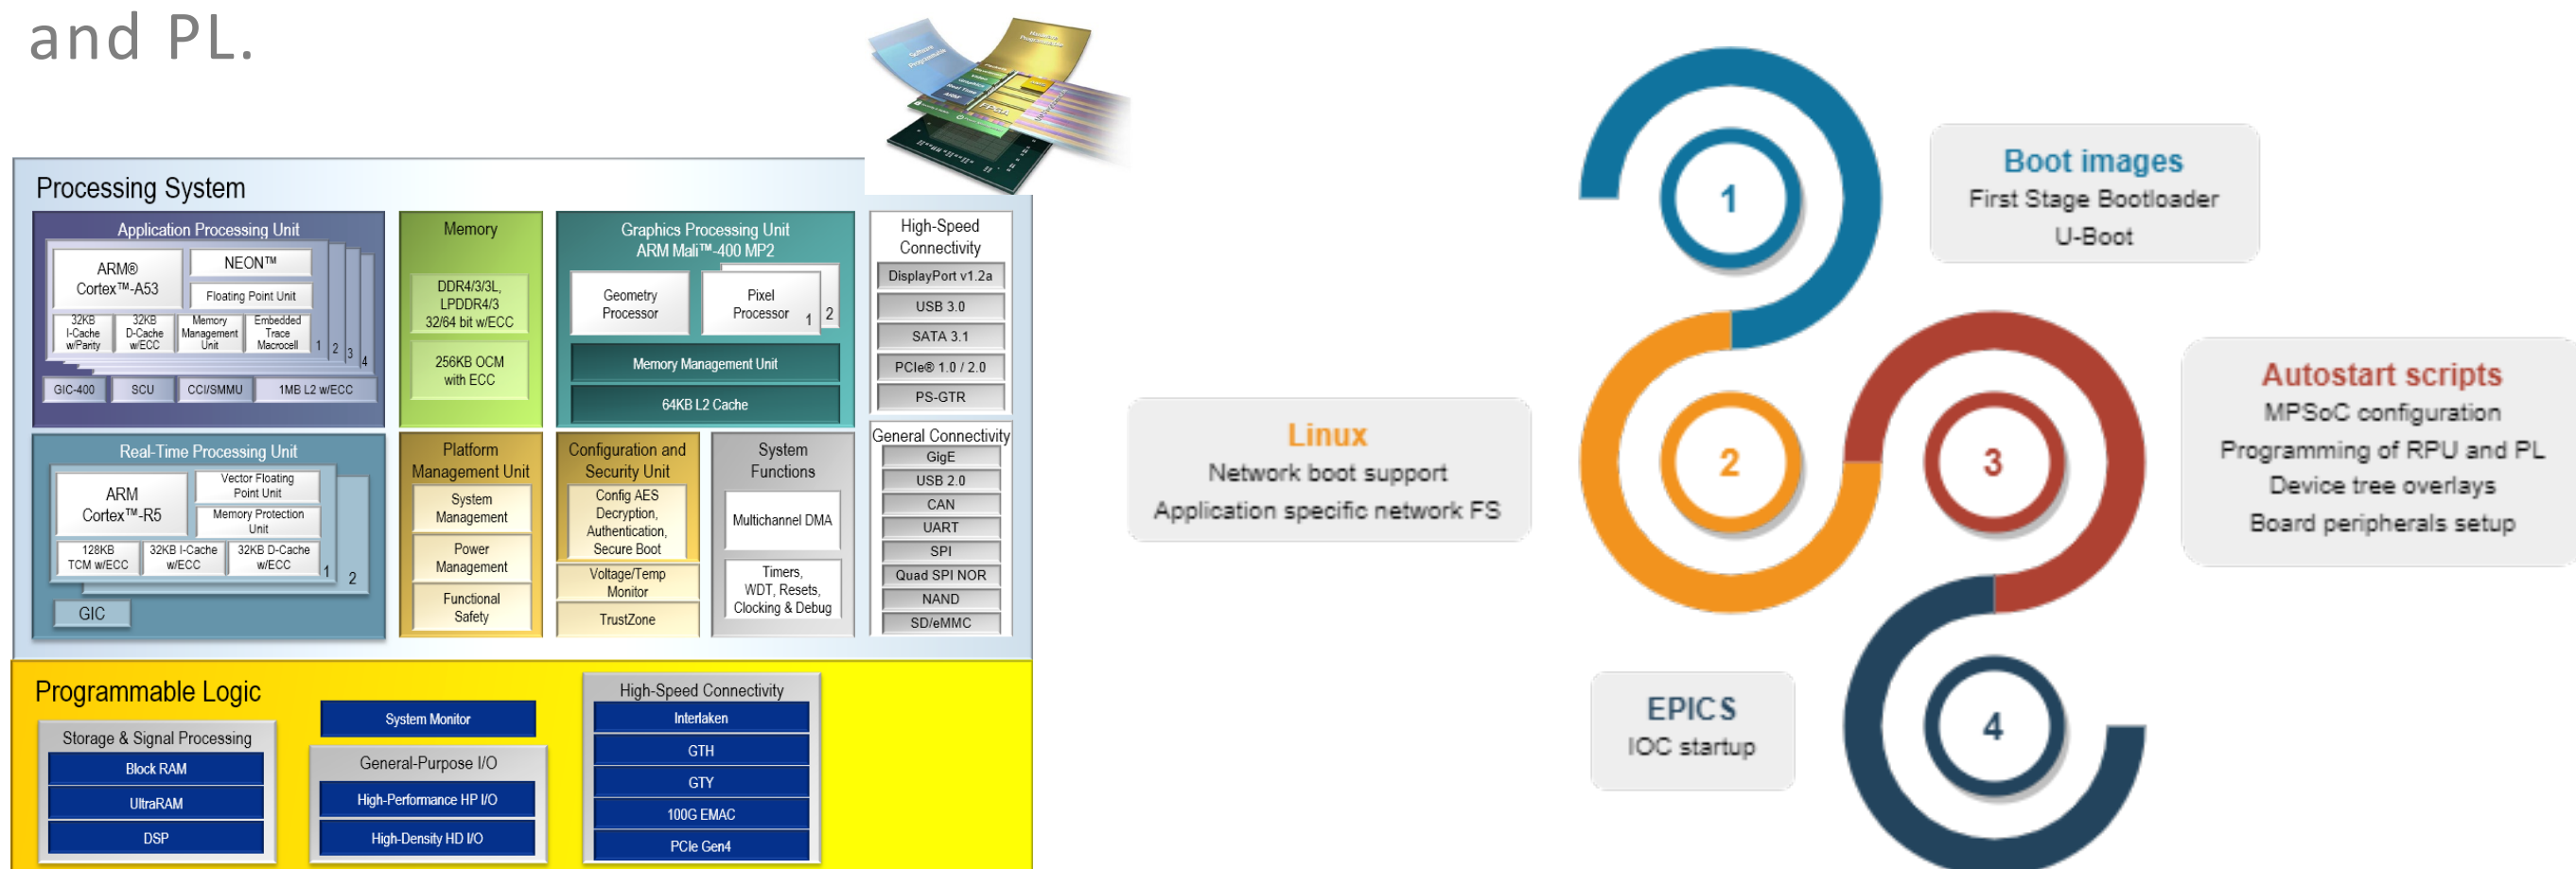 and PL.
Processing System
Application Processing Unit
ARM®
Cortex™-A53
NEON™
Floating Point Unit
32KB
I-Cache
w/Parity
32KB
D-Cache
w/ECC
Memory
Management
Unit
Embedded
Trace
Macrocell
1
2
3
4
GIC-400
SCU
CCI/SMMU
1MB L2 w/ECC
Memory
DDR4/3/3L,
LPDDR4/3
32/64 bit w/ECC
256KB OCM
with ECC
Graphics Processing Unit
ARM Mali™-400 MP2
Geometry
Processor
Pixel
Processor
1
2
Memory Management Unit
64KB L2 Cache
High-Speed
Connectivity
DisplayPort v1.2a
USB 3.0
SATA 3.1
PCIe® 1.0 / 2.0
PS-GTR
Real-Time Processing Unit
ARM
Cortex™-R5
Vector Floating
Point Unit
Memory Protection
Unit
128KB
TCM w/ECC
32KB I-Cache
w/ECC
32KB D-Cache
w/ECC
1
2
GIC
Platform
Management Unit
System
Management
Power
Management
Functional
Safety
Configuration and
Security Unit
Config AES
Decryption,
Authentication,
Secure Boot
Voltage/Temp
Monitor
TrustZone
System
Functions
Multichannel DMA
Timers,
WDT, Resets,
Clocking & Debug
General Connectivity
GigE
USB 2.0
CAN
UART
SPI
Quad SPI NOR
NAND
SD/eMMC
Programmable Logic
Storage & Signal Processing
Block RAM
UltraRAM
DSP
System Monitor
General-Purpose I/O
High-Performance HP I/O
High-Density HD I/O
High-Speed Connectivity
Interlaken
GTH
GTY
100G EMAC
PCIe Gen4
1
Boot images
First Stage Bootloader
U-Boot
Linux
Network boot support
Application specific network FS
2
3
Autostart scripts
MPSoC configuration
Programming of RPU and PL
Device tree overlays
Board peripherals setup
EPICS
IOC startup
4